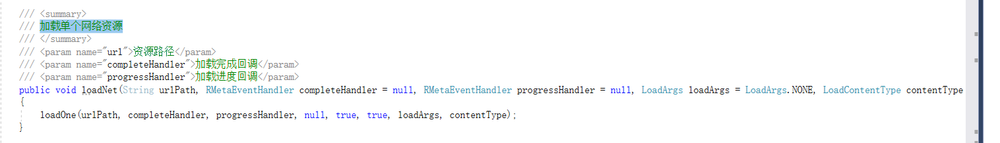 /// <summary>
/// 加载单个网络资源
/// </summary>
/// <param name="url">资源路径</param>
/// <param name="completeHandler">加载完成回调</param>
/// <param name="progressHandler">加载进度回调</param>
public void loadNet(String urlPath, RMetaEventHandler completeHandler = null, RMetaEventHandler progressHandler = null, LoadArgs loadArgs = LoadArgs.NONE, LoadContentType contentType
{
loadOne(urlPath, completeHandler, progressHandler, null, true, true, loadArgs, contentType);
}